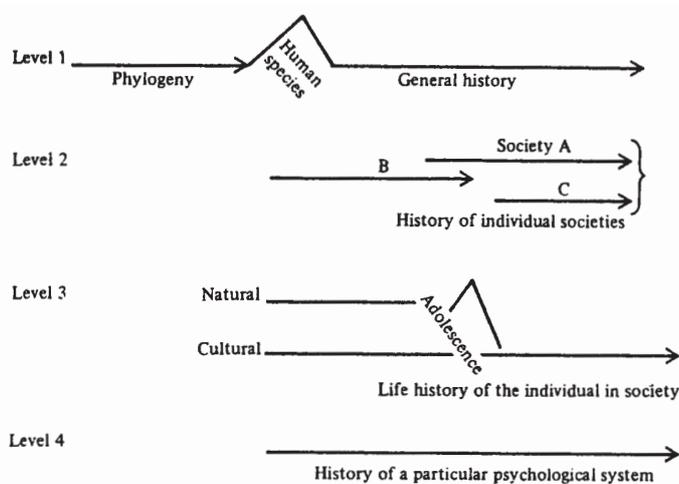 Level 1
Phylogeny
Human
species
General history
Level 2
Society A
B
C
History of individual societies
Level 3
Natural
Adolescence
Cultural
Life history of the individual in society
Level 4
History of a particular psychological system